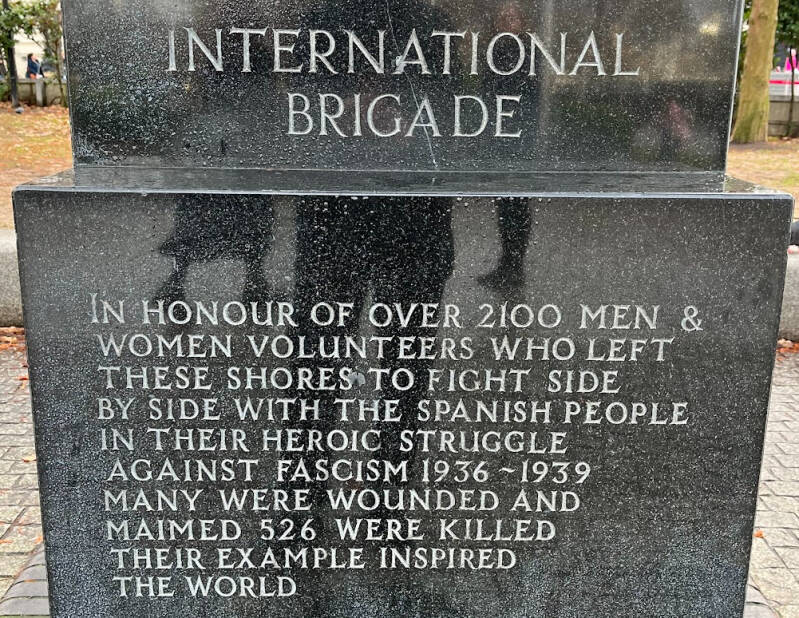 INTERNATIONAL
BRIGADE
IN HONOUR OF OVER 2100 MEN &
WOMEN VOLUNTEERS WHO LEFT
THESE SHORES TO FIGHT SIDE
BY SIDE WITH THE SPANISH PEOPLE
IN THEIR HEROIC STRUGGLE
AGAINST FASCISM 1936~1939
MANY WERE WOUNDED AND
MAIMED 526 WERE KILLED
THEIR EXAMPLE INSPIRED
THE WORLD